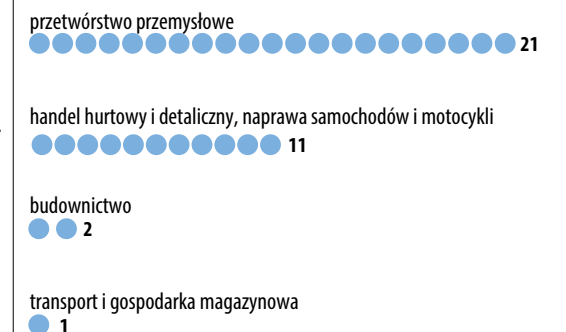 przetwórstwo przemysłowe
21
handel hurtowy i detaliczny, naprawa samochodów i motocykli
11
budownictwo
2
transport i gospodarka magazynowa
1